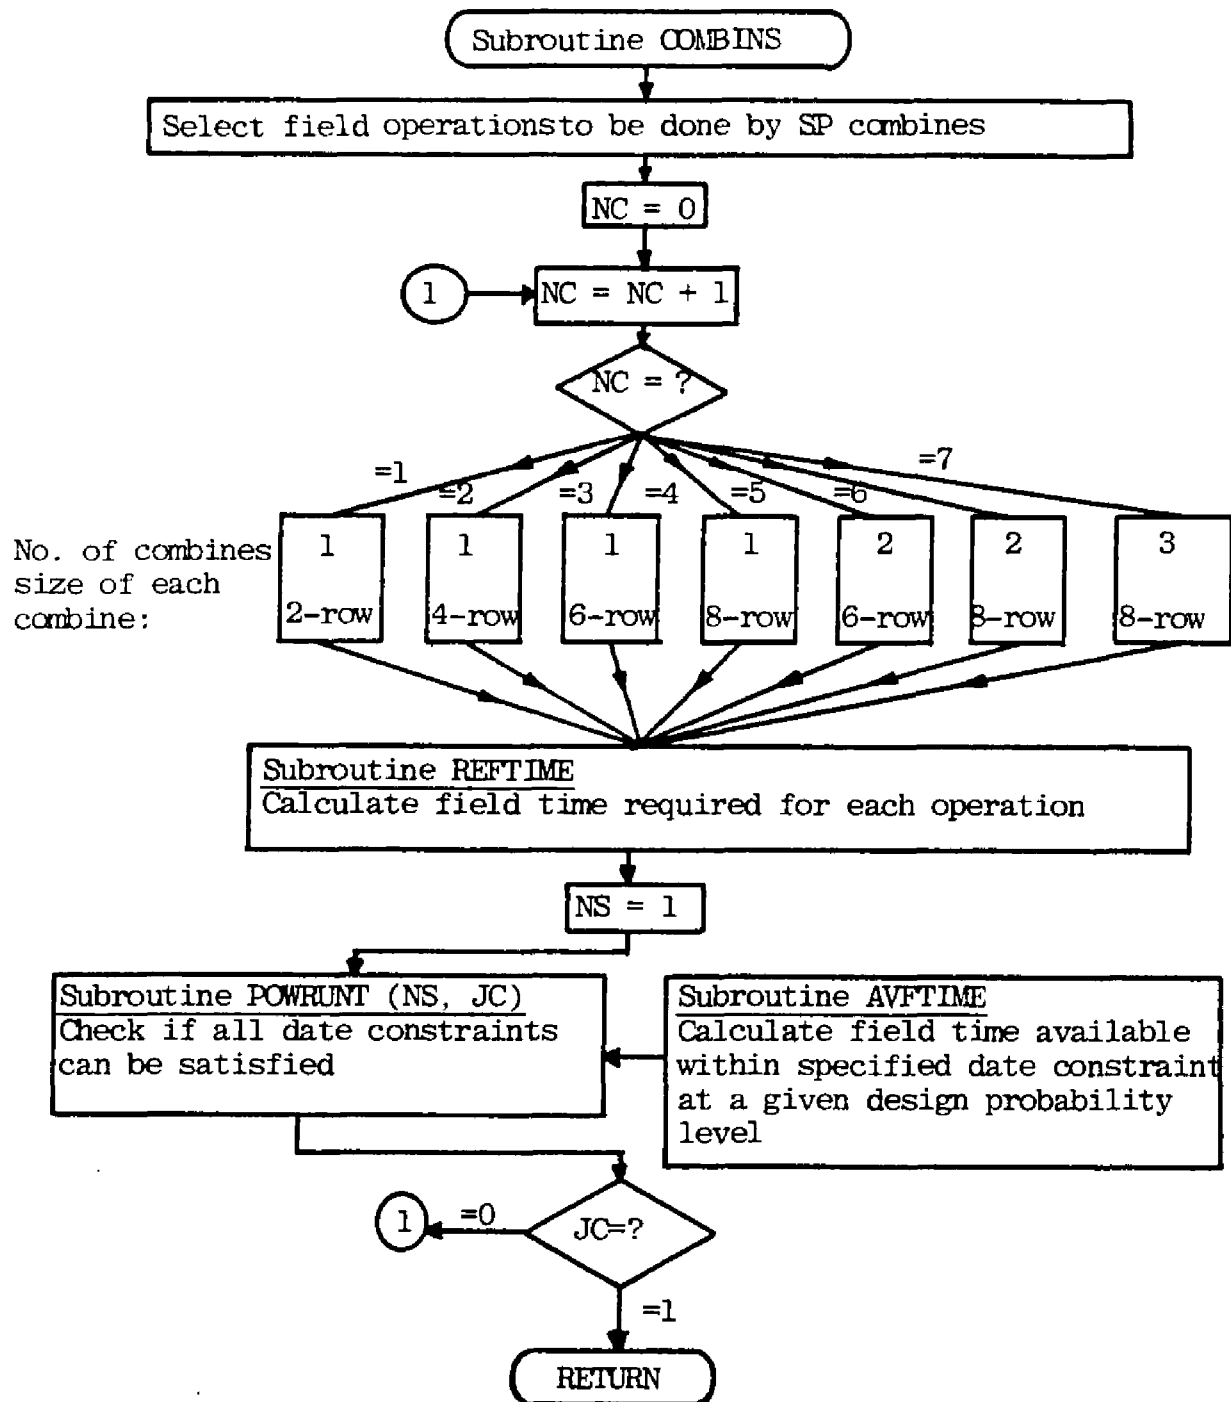 Subroutine COMBINS
Select field operationsto be done by SP combines
NC = 0
1
NC = NC + 1
NC = ?
=1
=2
=3
=4
=5
=6
=7
No. of combines
size of each
combine:
1
2-row
1
4-row
1
6-row
1
8-row
2
6-row
2
8-row
3
8-row
Subroutine REFTIME
Calculate field time required for each operation
NS = 1
Subroutine POWRUNT (NS, JC)
Check if all date constraints
can be satisfied
Subroutine AVFTIME
Calculate field time available
within specified date constraint
at a given design probability
level
1
=0
JC=?
=1
RETURN